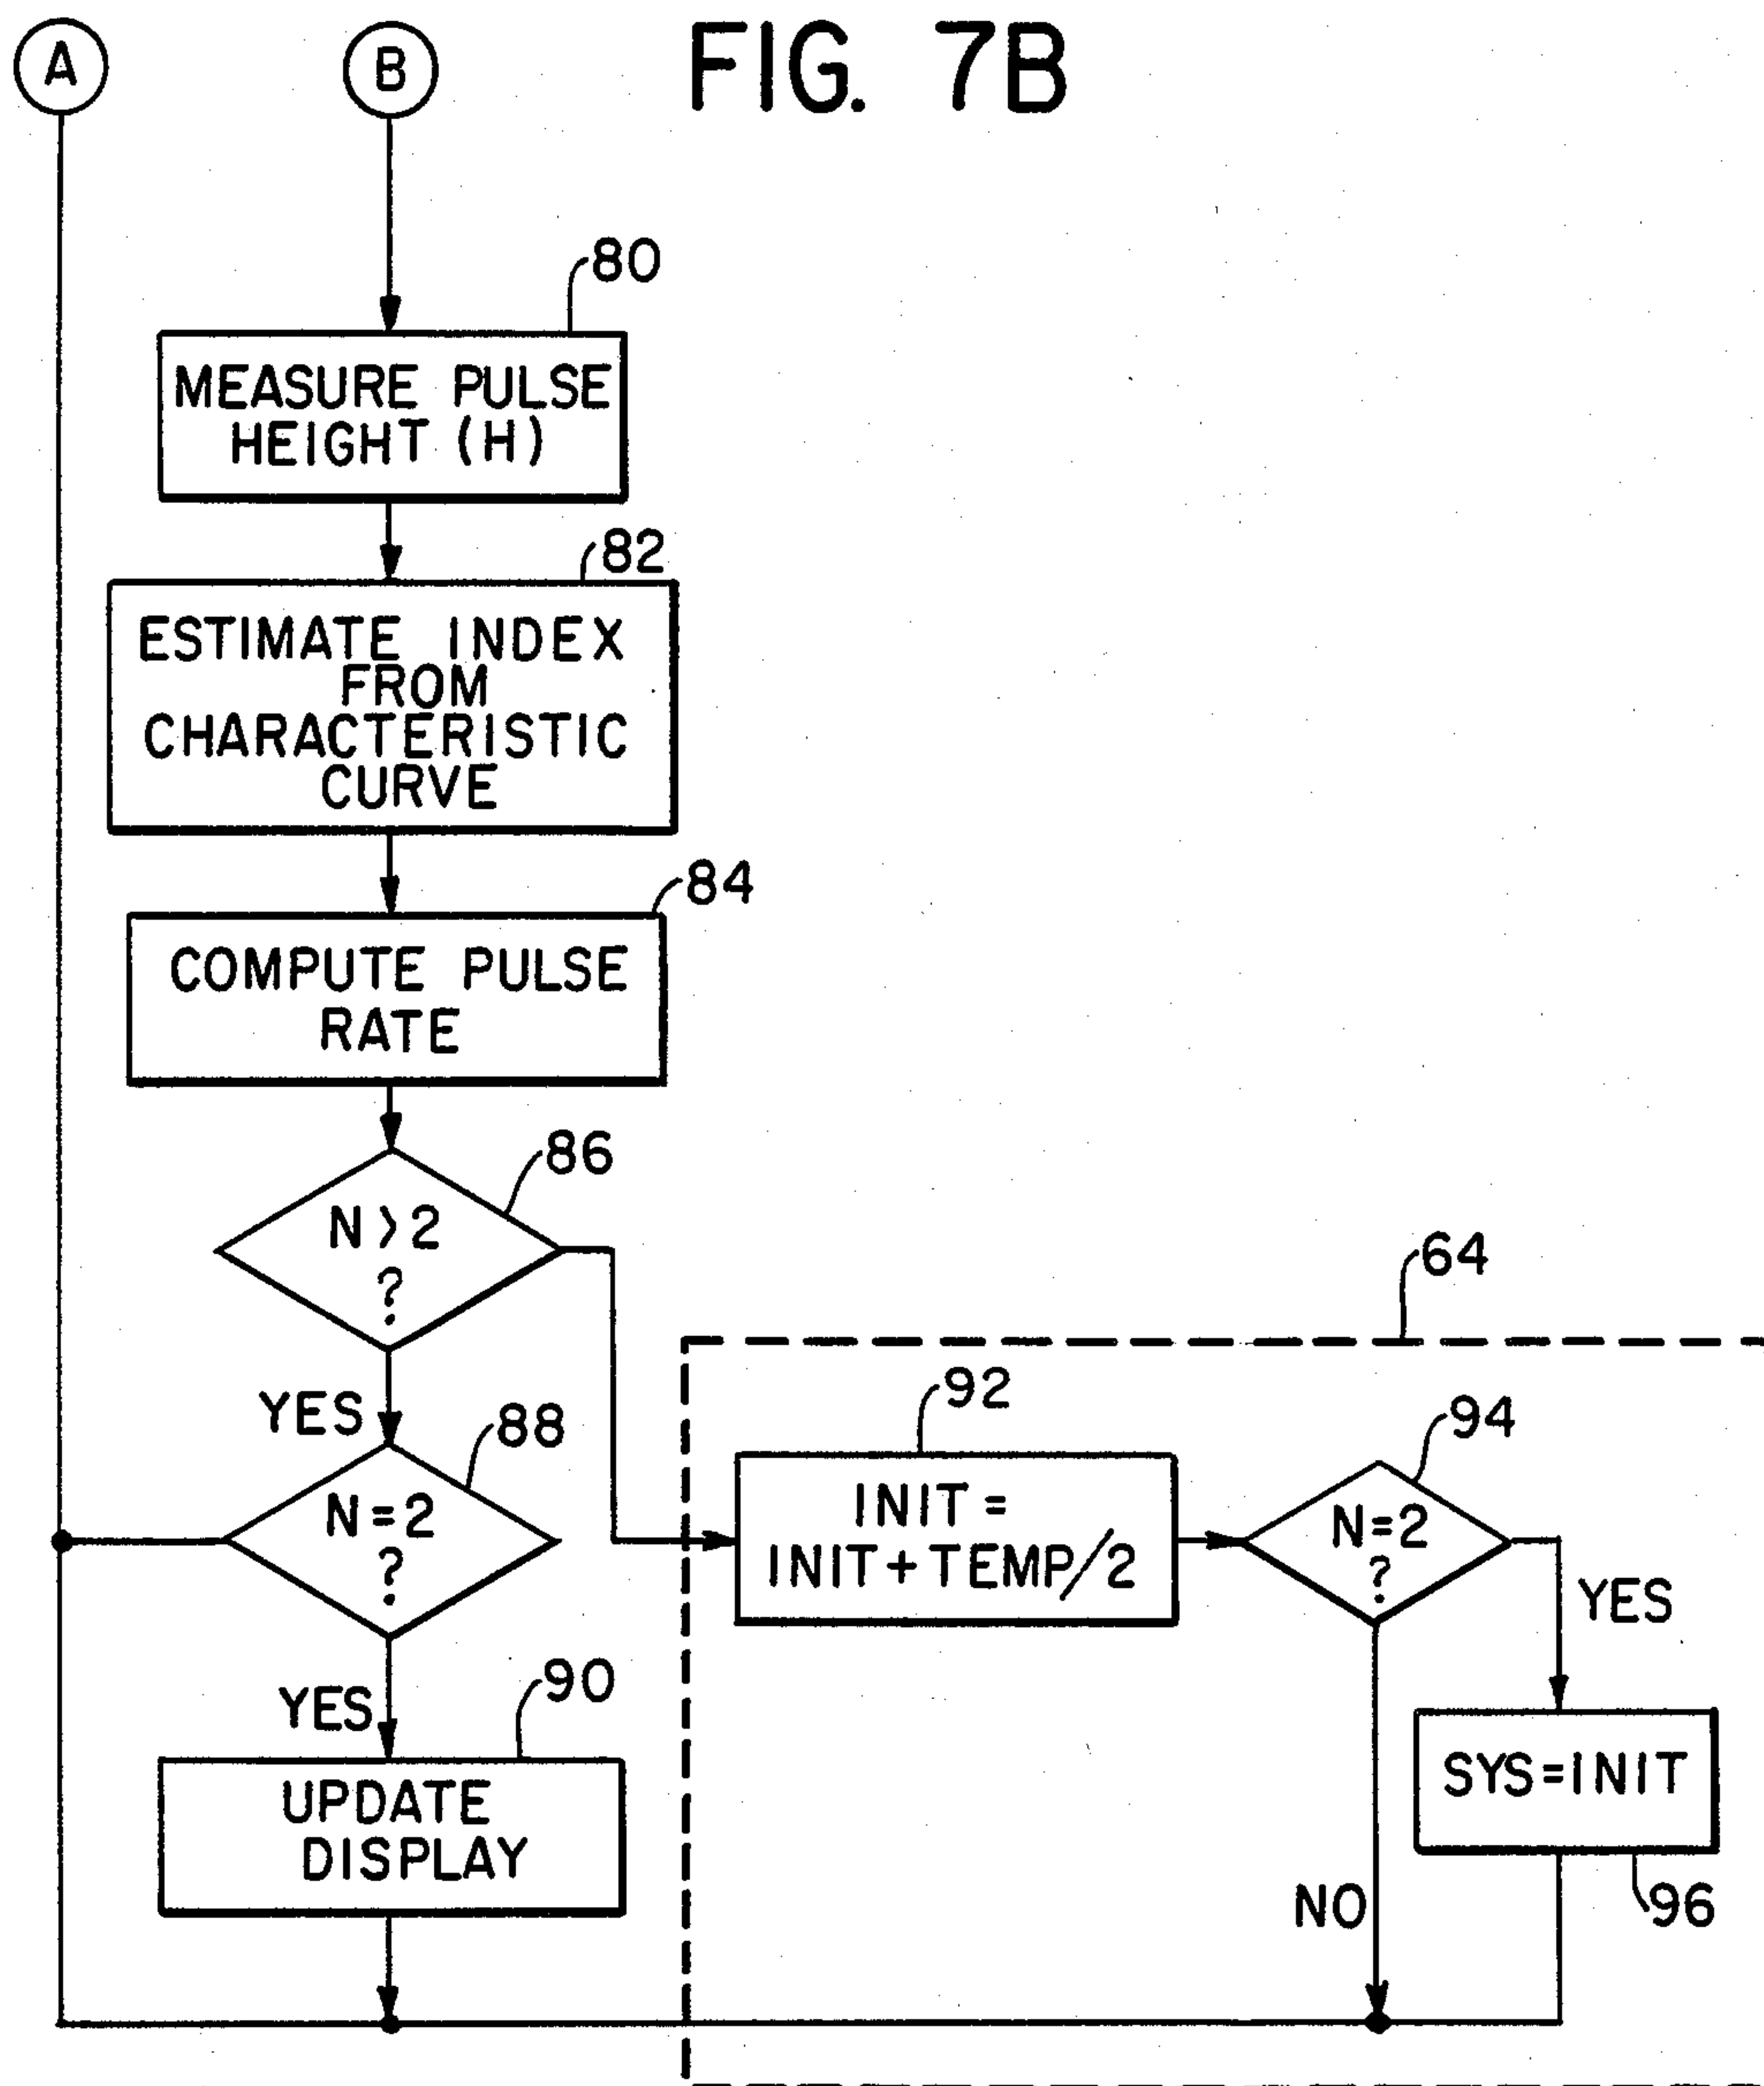 A
B
FIG. 7B
80
MEASURE PULSE
HEIGHT (H)
82
ESTIMATE INDEX
FROM
CHARACTERISTIC
CURVE
84
COMPUTE PULSE
RATE
86
N>2
?
YES
88
N=2
?
YES
90
UPDATE
DISPLAY
64
92
INIT=
INIT+TEMP/2
94
N=2
?
YES
NO
SYS=INIT
96